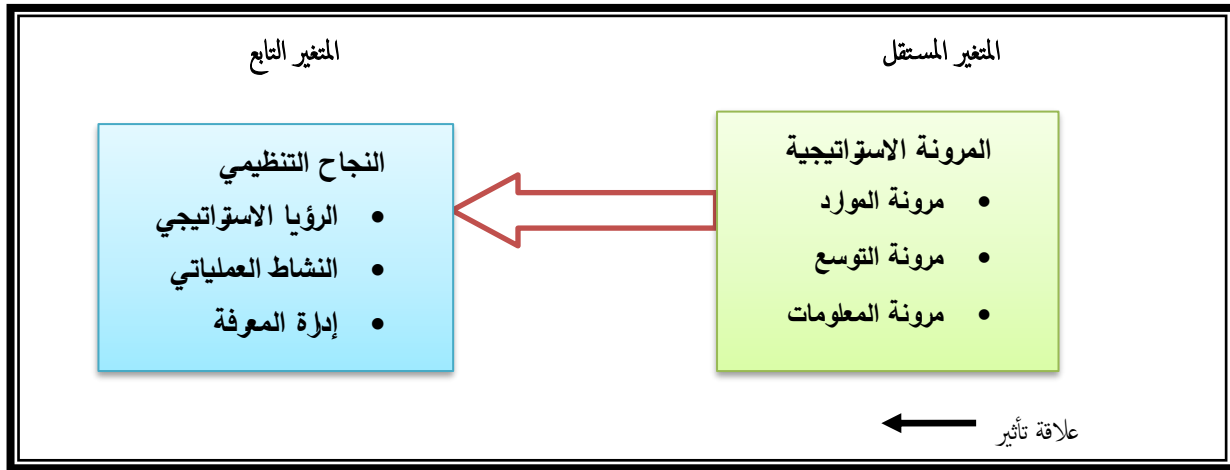 المتغير المستقل
المتغير التابع
المرونة الاستراتيجية
• مرونة الموارد
• مرونة التوسع
• مرونة المعلومات
النجاح التنظيمي
• الرؤيا الاستراتيجي
• النشاط العملياتي
• إدارة المعرفة
علاقة تأثير